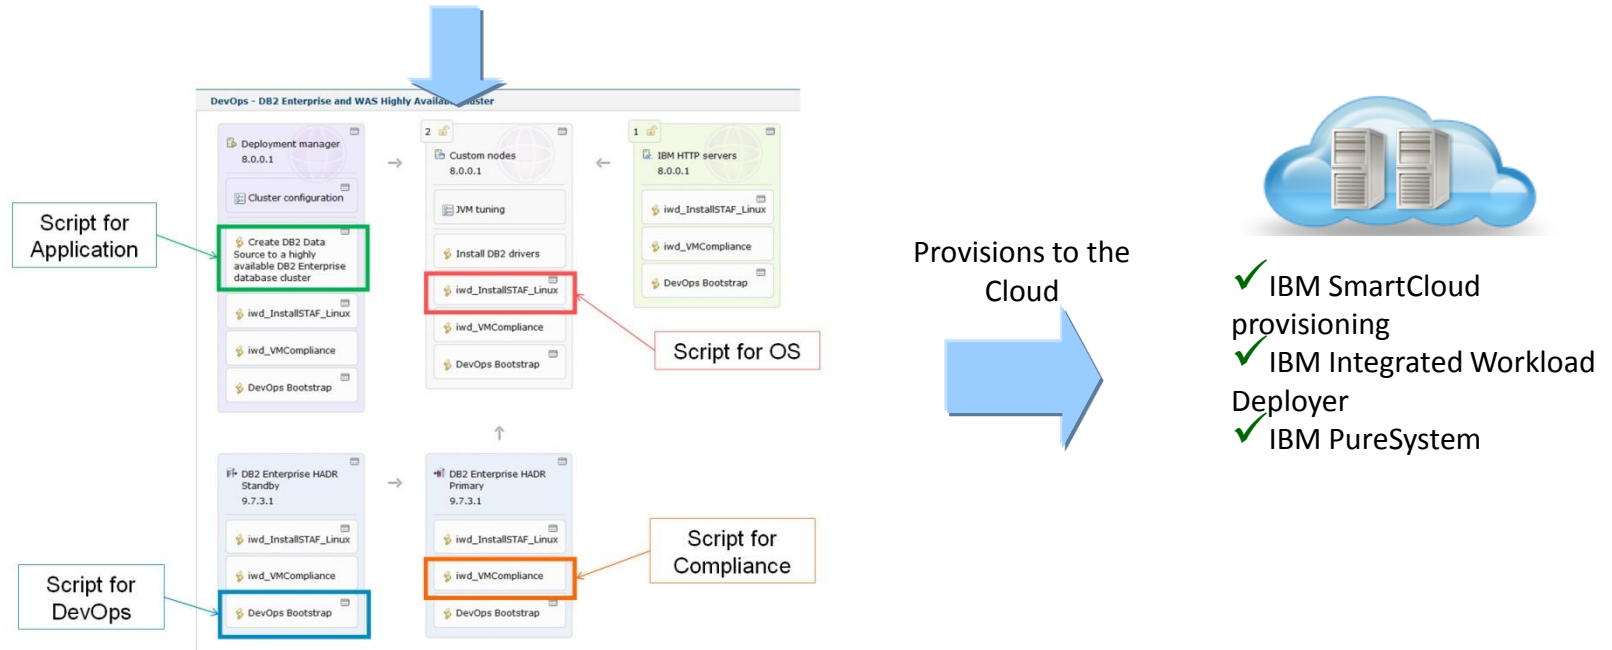 DevOps - DB2 Enterprise and WAS Highly Available Cluster
Deployment manager
8.0.0.1
Cluster configuration
Create DB2 Data
Source to a highly
available DB2 Enterprise
database cluster
iwd_InstallSTAF_Linux
iwd_VMCompliance
DevOps Bootstrap
2
Custom nodes
8.0.0.1
JVM tuning
Install DB2 drivers
iwd_InstallSTAF_Linux
iwd_VMCompliance
DevOps Bootstrap
1
IBM HTTP servers
8.0.0.1
iwd_InstallSTAF_Linux
iwd_VMCompliance
DevOps Bootstrap
Script for
Application
Script for OS
DB2 Enterprise HADR
Standby
9.7.3.1
iwd_InstallSTAF_Linux
iwd_VMCompliance
DevOps Bootstrap
DB2 Enterprise HADR
Primary
9.7.3.1
iwd_InstallSTAF_Linux
iwd_VMCompliance
DevOps Bootstrap
Script for
DevOps
Script for
Compliance
Provisions to the
Cloud
IBM SmartCloud
provisioning
IBM Integrated Workload
Deployer
IBM PureSystem